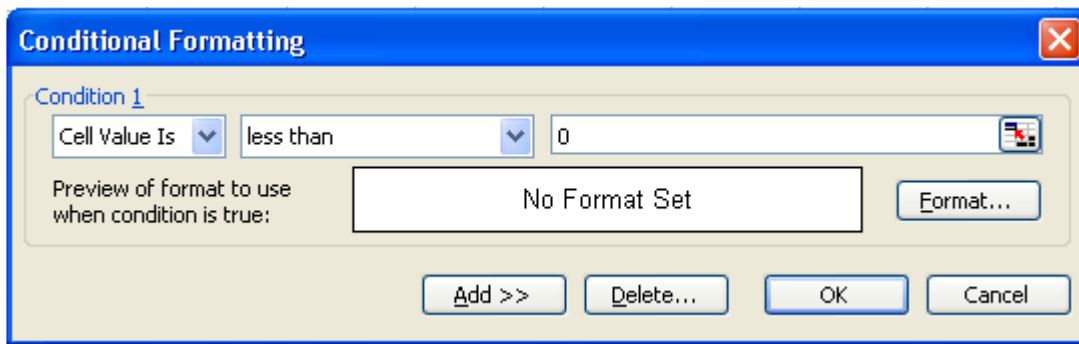 Conditional Formatting
Condition 1
Cell Value Is less than 0
Preview of format to use
when condition is true:
No Format Set
Format...
Add >> Delete... OK Cancel